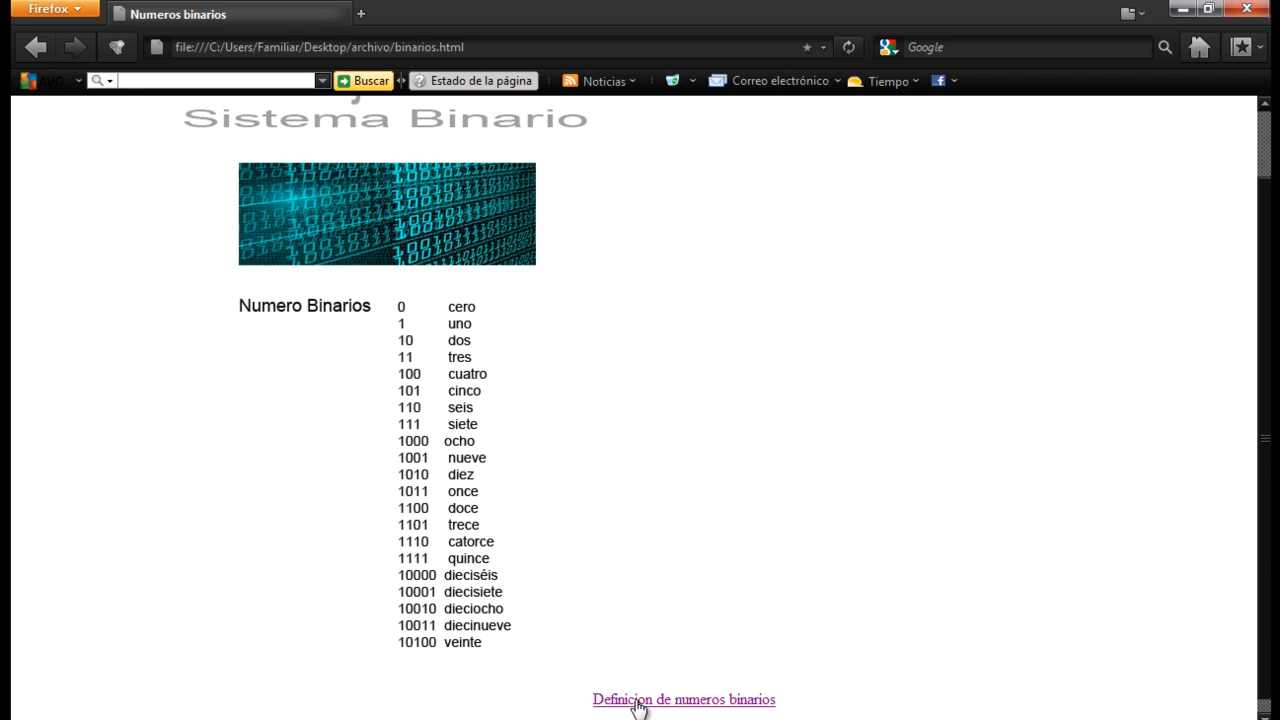 Firefox
Numeros binarios
file:///C:/Users/Familiar/Desktop/archivo/binarios.html
Google
AVG
Buscar
Estado de la página
Noticias
Correo electrónico
Tiempo
Sistema Binario
Numero Binarios 0 cero
1 uno
10 dos
11 tres
100 cuatro
101 cinco
110 seis
111 siete
1000 ocho
1001 nueve
1010 diez
1011 once
1100 doce
1101 trece
1110 catorce
1111 quince
10000 dieciséis
10001 diecisiete
10010 dieciocho
10011 diecinueve
10100 veinte
Definicion de numeros binarios